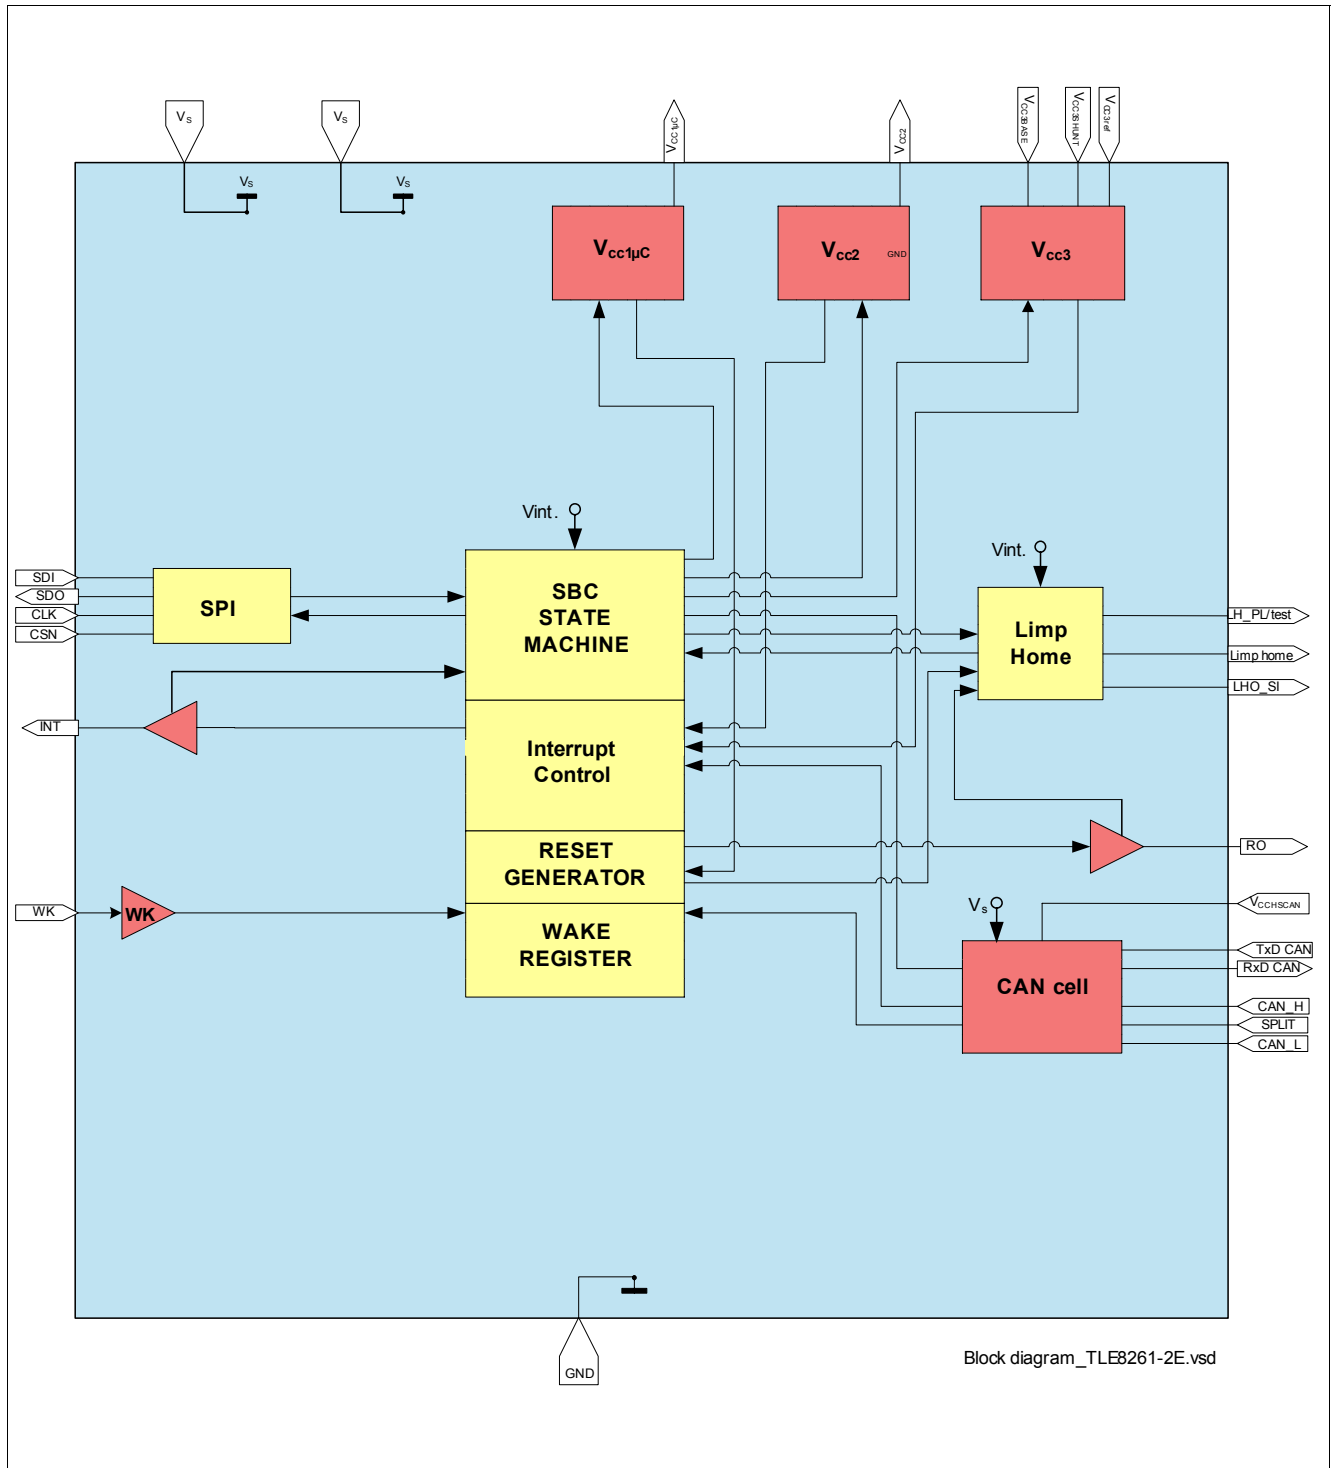 Vs
Vs
Vcc1µC
VCC2
VCC3BASE
VCC3SHUNT
VCC3ref
Vs
Vs
Vcc1µC
Vcc2
GND
Vcc3
Vint.
Vint.
SDI
SDO
CLK
CSN
SPI
SBC
STATE
MACHINE
Limp
Home
LH_PL/test
Limp home
LHO_SI
INT
Interrupt
Control
RESET
GENERATOR
RO
WK
WK
WAKE
REGISTER
Vs
VCCHSCAN
TxD CAN
RxD CAN
CAN cell
CAN_H
SPLIT
CAN_L
GND
Block diagram_TLE8261-2E.vsd